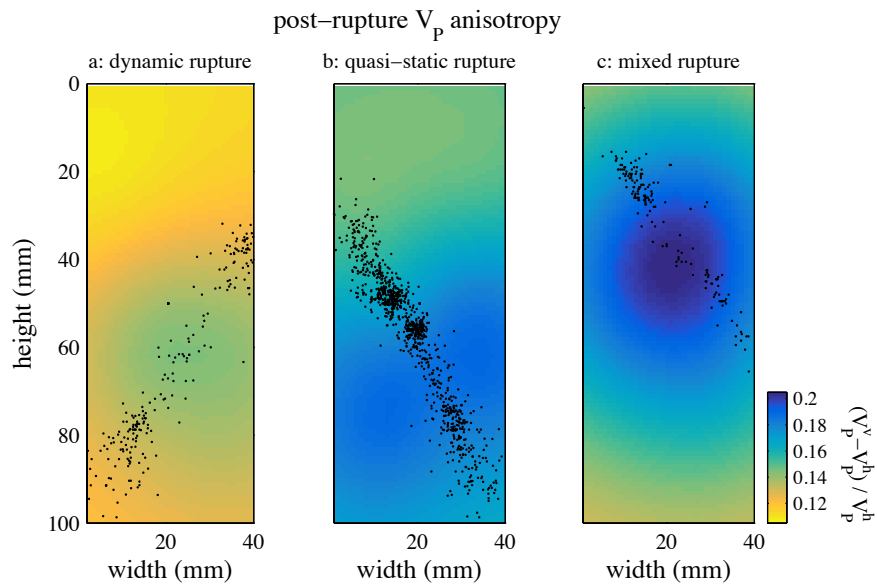 post−rupture V_P anisotropy
a: dynamic rupture
b: quasi−static rupture
c: mixed rupture
0
20
40
60
80
100
height (mm)
20 40
width (mm)
20 40
width (mm)
20 40
width (mm)
0.2
0.18
0.16
0.14
0.12
(V_P^v−V_P^h) / V_P^h